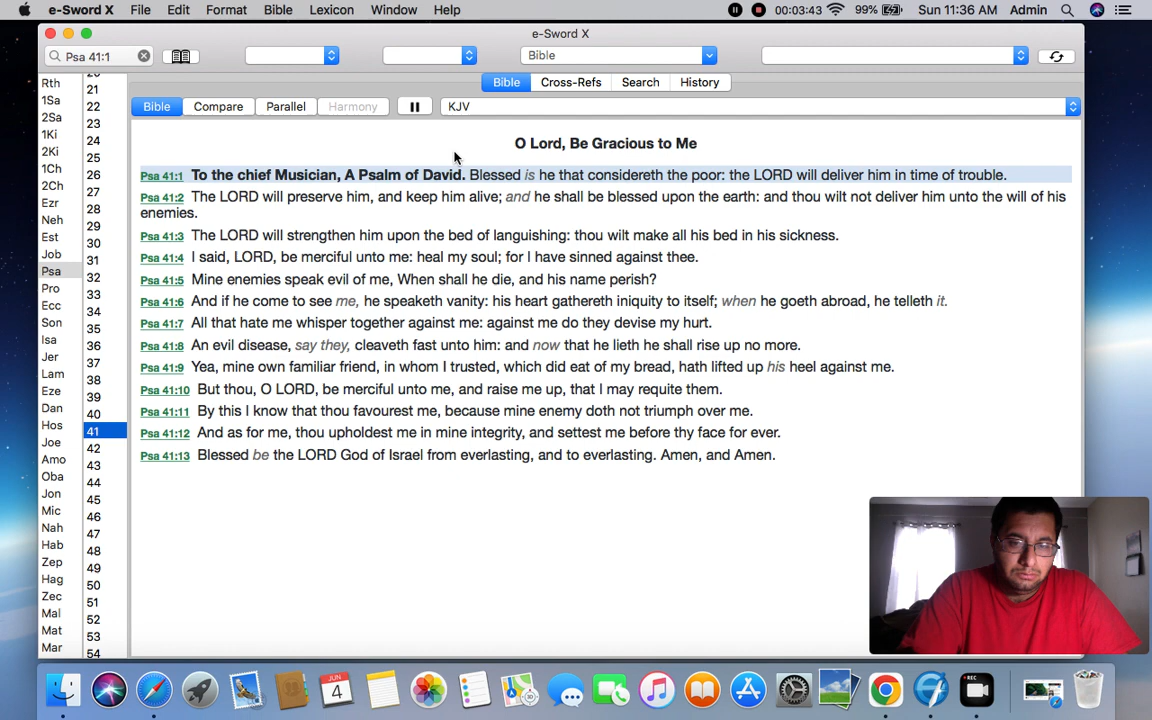 e-Sword X File Edit Format Bible Lexicon Window Help 00:03:43 99% Sun 11:36 AM Admin
e-Sword X
Psa 41:1 Bible
Bible Cross-Refs Search History
Bible Compare Parallel Harmony KJV
O Lord, Be Gracious to Me
Psa 41:1 To the chief Musician, A Psalm of David. Blessed is he that considereth the poor: the LORD will deliver him in time of trouble.
Psa 41:2 The LORD will preserve him, and keep him alive; and he shall be blessed upon the earth: and thou wilt not deliver him unto the will of his
enemies.
Psa 41:3 The LORD will strengthen him upon the bed of languishing: thou wilt make all his bed in his sickness.
Psa 41:4 I said, LORD, be merciful unto me: heal my soul; for I have sinned against thee.
Psa 41:5 Mine enemies speak evil of me, When shall he die, and his name perish?
Psa 41:6 And if he come to see me, he speaketh vanity: his heart gathereth iniquity to itself; when he goeth abroad, he telleth it.
Psa 41:7 All that hate me whisper together against me: against me do they devise my hurt.
Psa 41:8 An evil disease, say they, cleaveth fast unto him: and now that he lieth he shall rise up no more.
Psa 41:9 Yea, mine own familiar friend, in whom I trusted, which did eat of my bread, hath lifted up his heel against me.
Psa 41:10 But thou, O LORD, be merciful unto me, and raise me up, that I may requite them.
Psa 41:11 By this I know that thou favourest me, because mine enemy doth not triumph over me.
Psa 41:12 And as for me, thou upholdest me in mine integrity, and settest me before thy face for ever.
Psa 41:13 Blessed be the LORD God of Israel from everlasting, and to everlasting. Amen, and Amen.
Rth
1Sa
2Sa
1Ki
2Ki
1Ch
2Ch
Ezr
Neh
Est
Job
Psa
Pro
Ecc
Son
Isa
Jer
Lam
Eze
Dan
Hos
Joe
Amo
Oba
Jon
Mic
Nah
Hab
Zep
Hag
Zec
Mal
Mat
Mar
21
22
23
24
25
26
27
28
29
30
31
32
33
34
35
36
37
38
39
40
41
42
43
44
45
46
47
48
49
50
51
52
53
54
JUN
4
REC